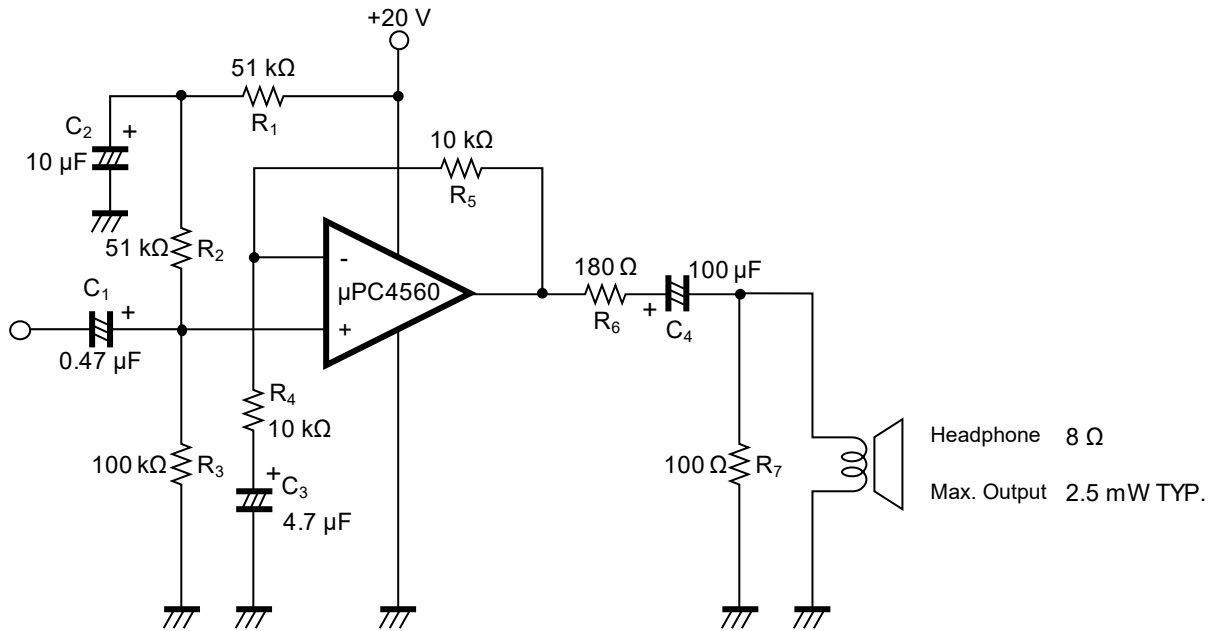 +20 V
51 kΩ
R1
C2
+
10 µF
10 kΩ
R5
51 kΩ
R2
-
µPC4560
+
180 Ω
R6
100 µF
+
C4
C1
+
0.47 µF
R4
10 kΩ
100 kΩ
R3
+
C3
4.7 µF
100 Ω
R7
Headphone 8 Ω
Max. Output 2.5 mW TYP.